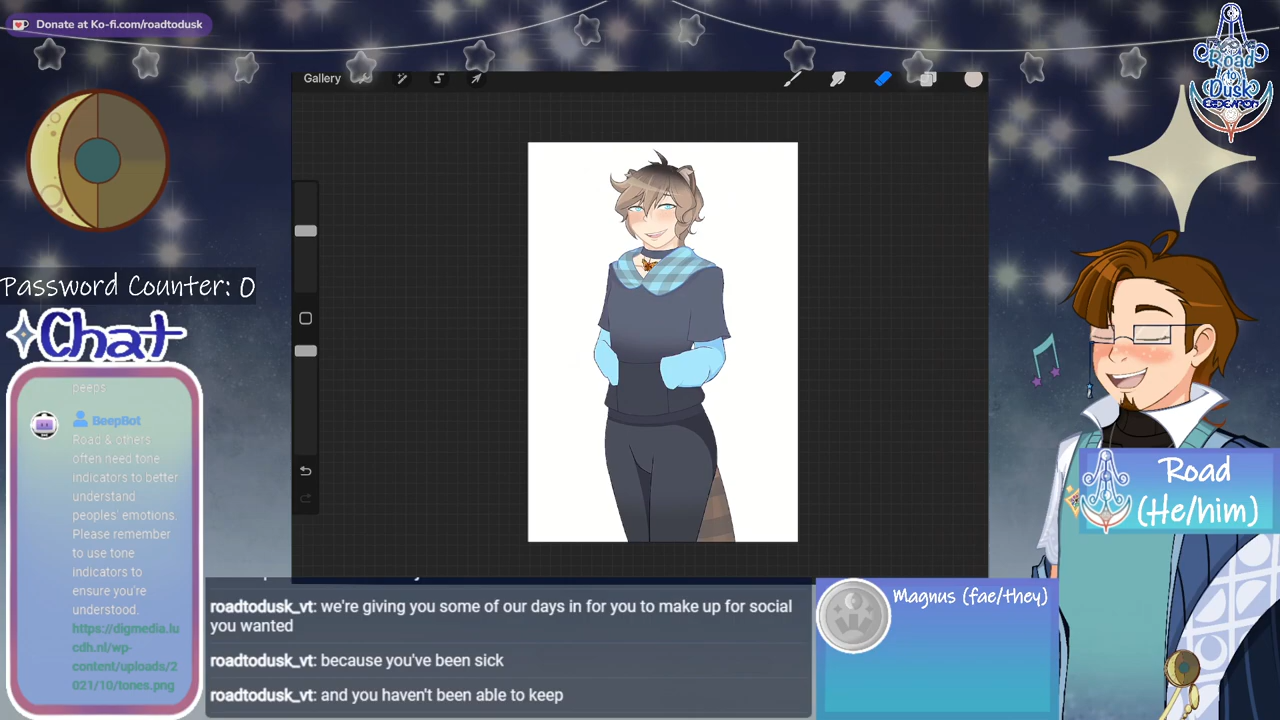 Donate at Ko-fi.com/roadtodusk
Road
to
Dusk
Gallery
Password Counter: 0
Chat
beeps
BeepBot
Road & others
often need tone
indicators to better
understand
peoples' emotions.
Please remember
to use tone
indicators to
ensure you're
understood.
https://digmedia.lu
cdh.nl/wp-
content/uploads/2
021/10/tones.png
roadtodusk_vt: we're giving you some of our days in for you to make up for social
you wanted
roadtodusk_vt: because you've been sick
roadtodusk_vt: and you haven't been able to keep
Magnus (fae/they)
Road
(He/him)